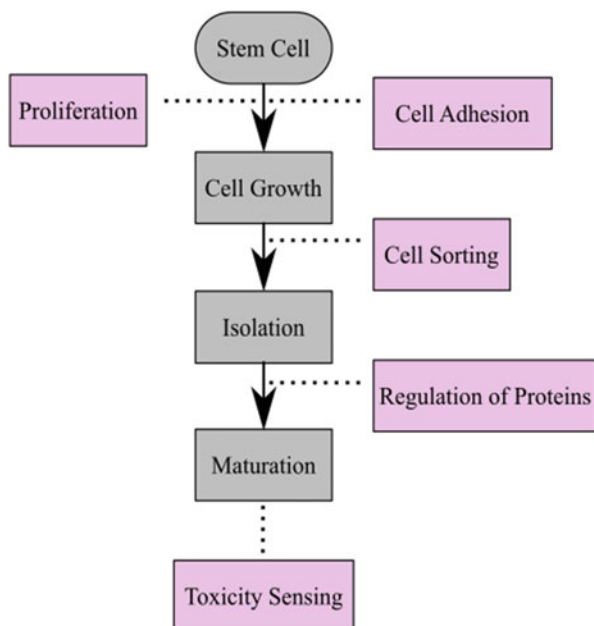 Stem Cell
Proliferation
Cell Adhesion
Cell Growth
Cell Sorting
Isolation
Regulation of Proteins
Maturation
Toxicity Sensing